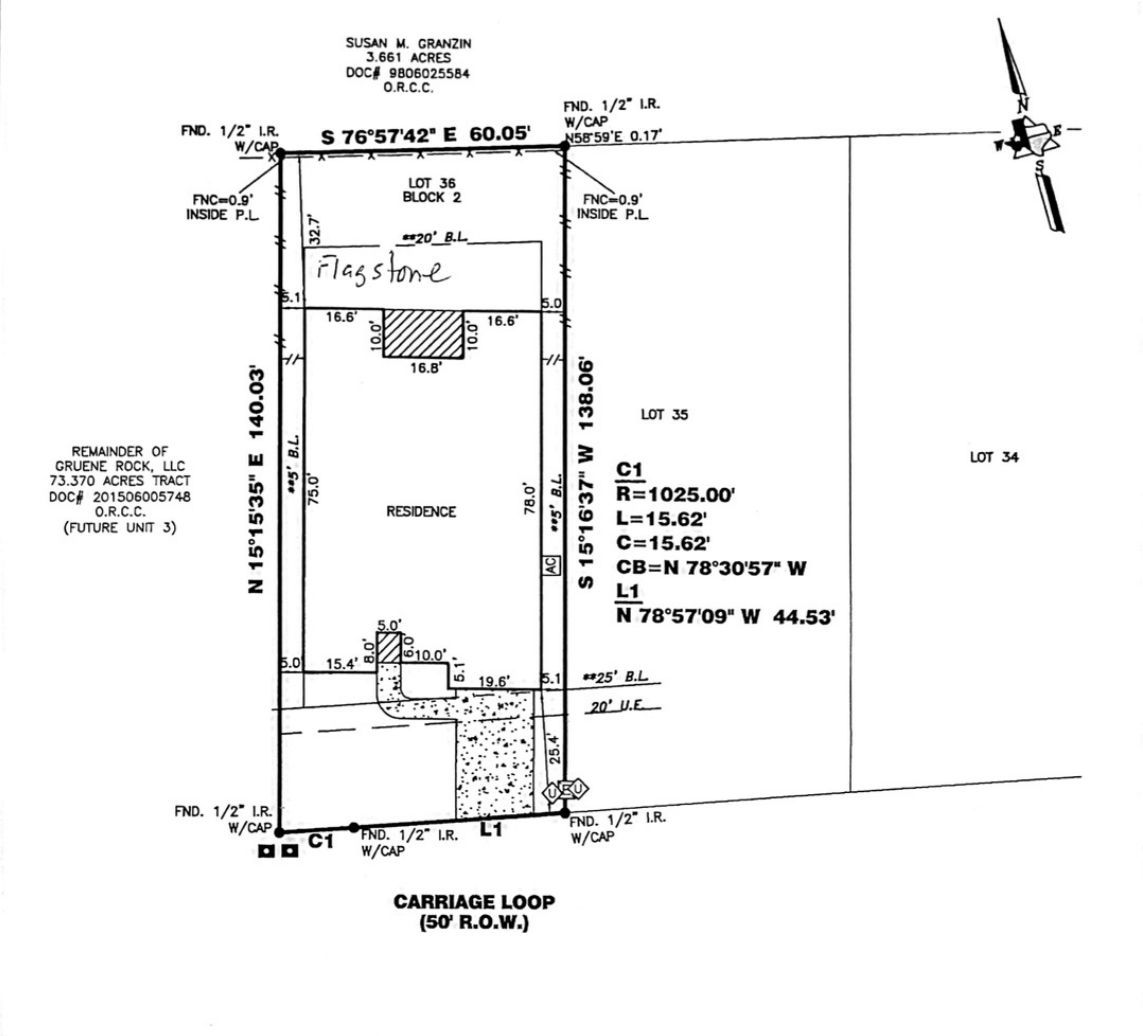 SUSAN M. GRANZIN
3.661 ACRES
DOC# 9806025584
O.R.C.C.
FND. 1/2" I.R.
W/CAP
S 76°57'42" E 60.05'
FND. 1/2" I.R.
W/CAP
N58°59'E 0.17'
N
E
W
S
FNC=0.9'
INSIDE P.L.
LOT 36
BLOCK 2
FNC=0.9'
INSIDE P.L.
32.7'
**20' B.L.
Flagstone
5.1
5.0
16.6'
10.0'
10.0'
16.6'
16.8'
N 15°15'35" E 140.03'
S 15°16'37" W 138.06'
LOT 35
LOT 34
REMAINDER OF
GRUENE ROCK, LLC
73.370 ACRES TRACT
DOC# 201506005748
O.R.C.C.
(FUTURE UNIT 3)
**5' B.L.
75.0'
RESIDENCE
78.0'
**5' B.L.
AC
C1
R=1025.00'
L=15.62'
C=15.62'
CB=N 78°30'57" W
L1
N 78°57'09" W 44.53'
5.0'
8.0'
6.0'
10.0'
5.0'
15.4'
5.1'
19.6'
5.1
**25' B.L.
20' U.E.
25.4'
U
E
U
FND. 1/2" I.R.
W/CAP
C1
FND. 1/2" I.R.
W/CAP
L1
FND. 1/2" I.R.
W/CAP
CARRIAGE LOOP
(50' R.O.W.)